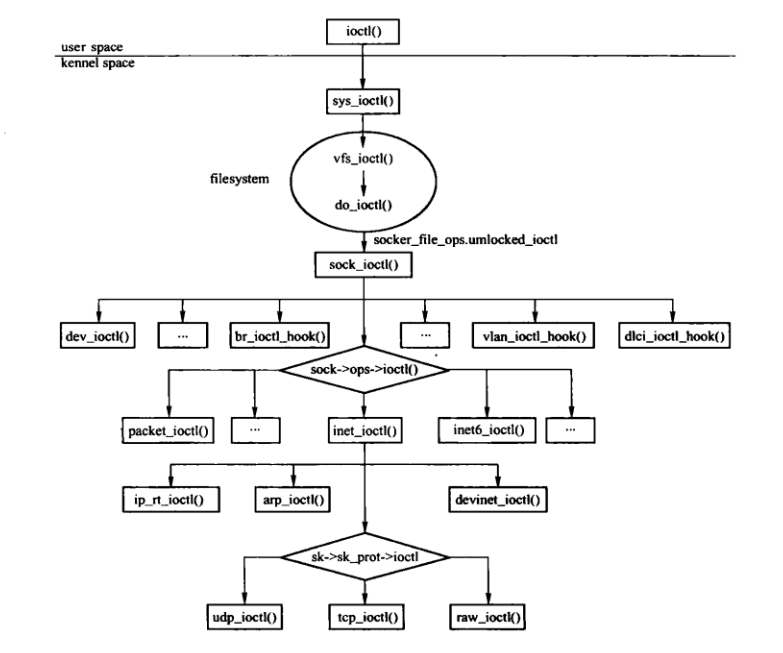 ioctl()
user space
kennel space
sys_ioctl()
vfs_ioctl()
filesystem
do_ioctl()
socker_file_ops.umlocked_ioctl
sock_ioctl()
dev_ioctl() ... br_ioctl_hook() ... vlan_ioctl_hook() dlci_ioctl_hook()
sock->ops->ioctl()
packet_ioctl() ... inet_ioctl() inet6_ioctl() ...
ip_rt_ioctl() arp_ioctl() devinet_ioctl()
sk->sk_prot->ioctl
udp_ioctl() tcp_ioctl() raw_ioctl()